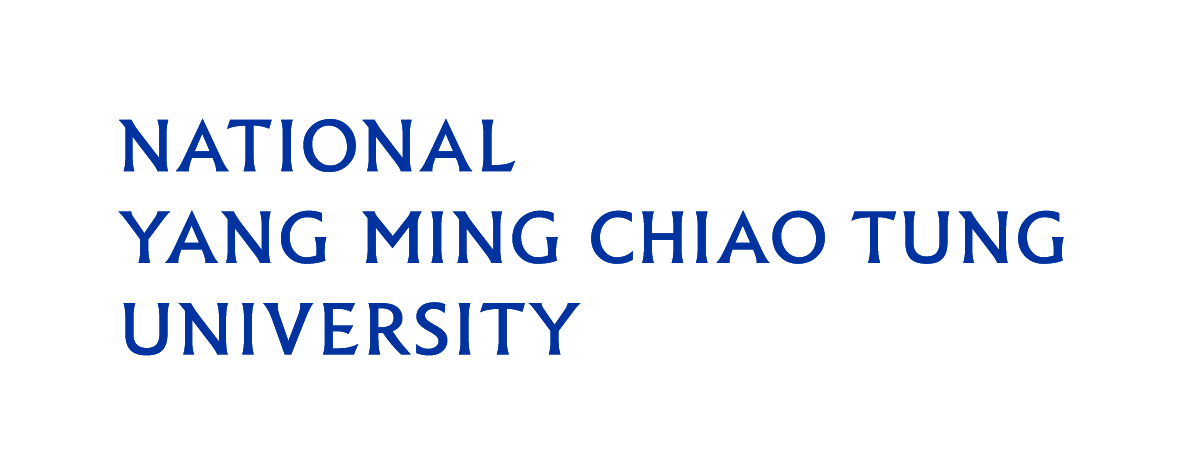 NATIONAL
YANG MING CHIAO TUNG
UNIVERSITY